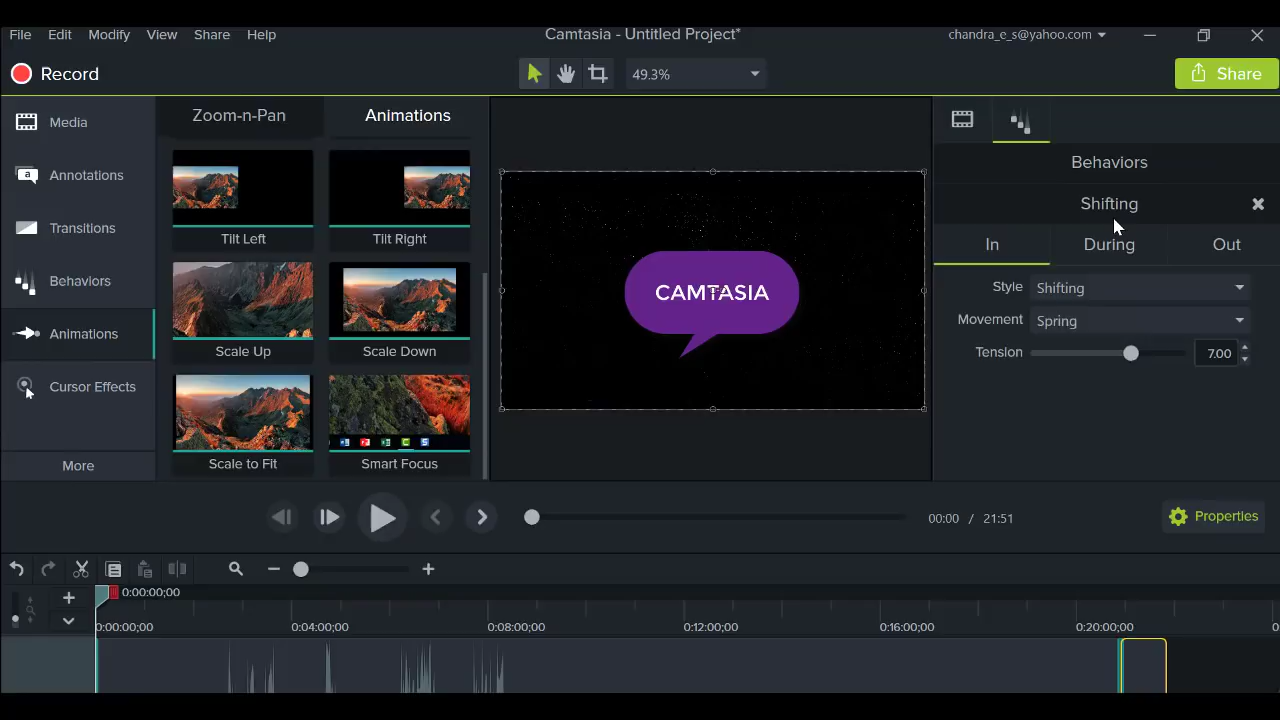 File Edit Modify View Share Help
Camtasia - Untitled Project*
chandra_e_s@yahoo.com
Record
49.3%
Share
Media
Annotations
Transitions
Behaviors
Animations
Cursor Effects
More
Zoom-n-Pan
Animations
Tilt Left
Tilt Right
Scale Up
Scale Down
Scale to Fit
Smart Focus
CAMTASIA
Behaviors
Shifting
In During Out
Style Shifting
Movement Spring
Tension 7.00
00:00 / 21:51
Properties
0:00:00;00
0:00:00;00 0:04:00;00 0:08:00;00 0:12:00;00 0:16:00;00 0:20:00;00